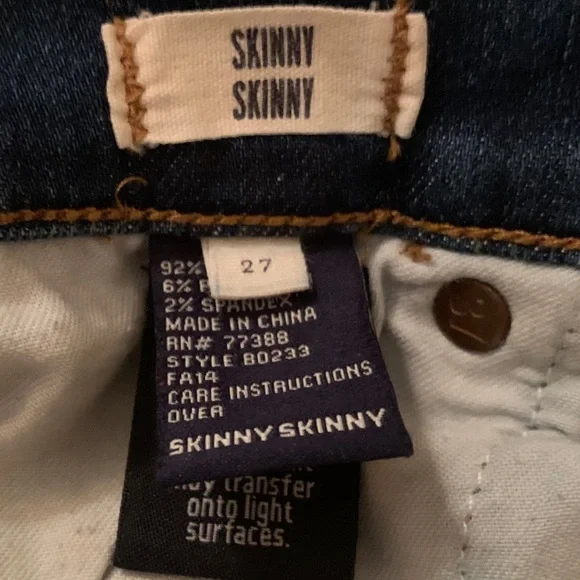 SKINNY
SKINNY
27
92%
6%
2% SPANDEX
MADE IN CHINA
RN# 77388
STYLE B0233
FA14
CARE INSTRUCTIONS
OVER
SKINNY SKINNY
may transfer
onto light
surfaces.